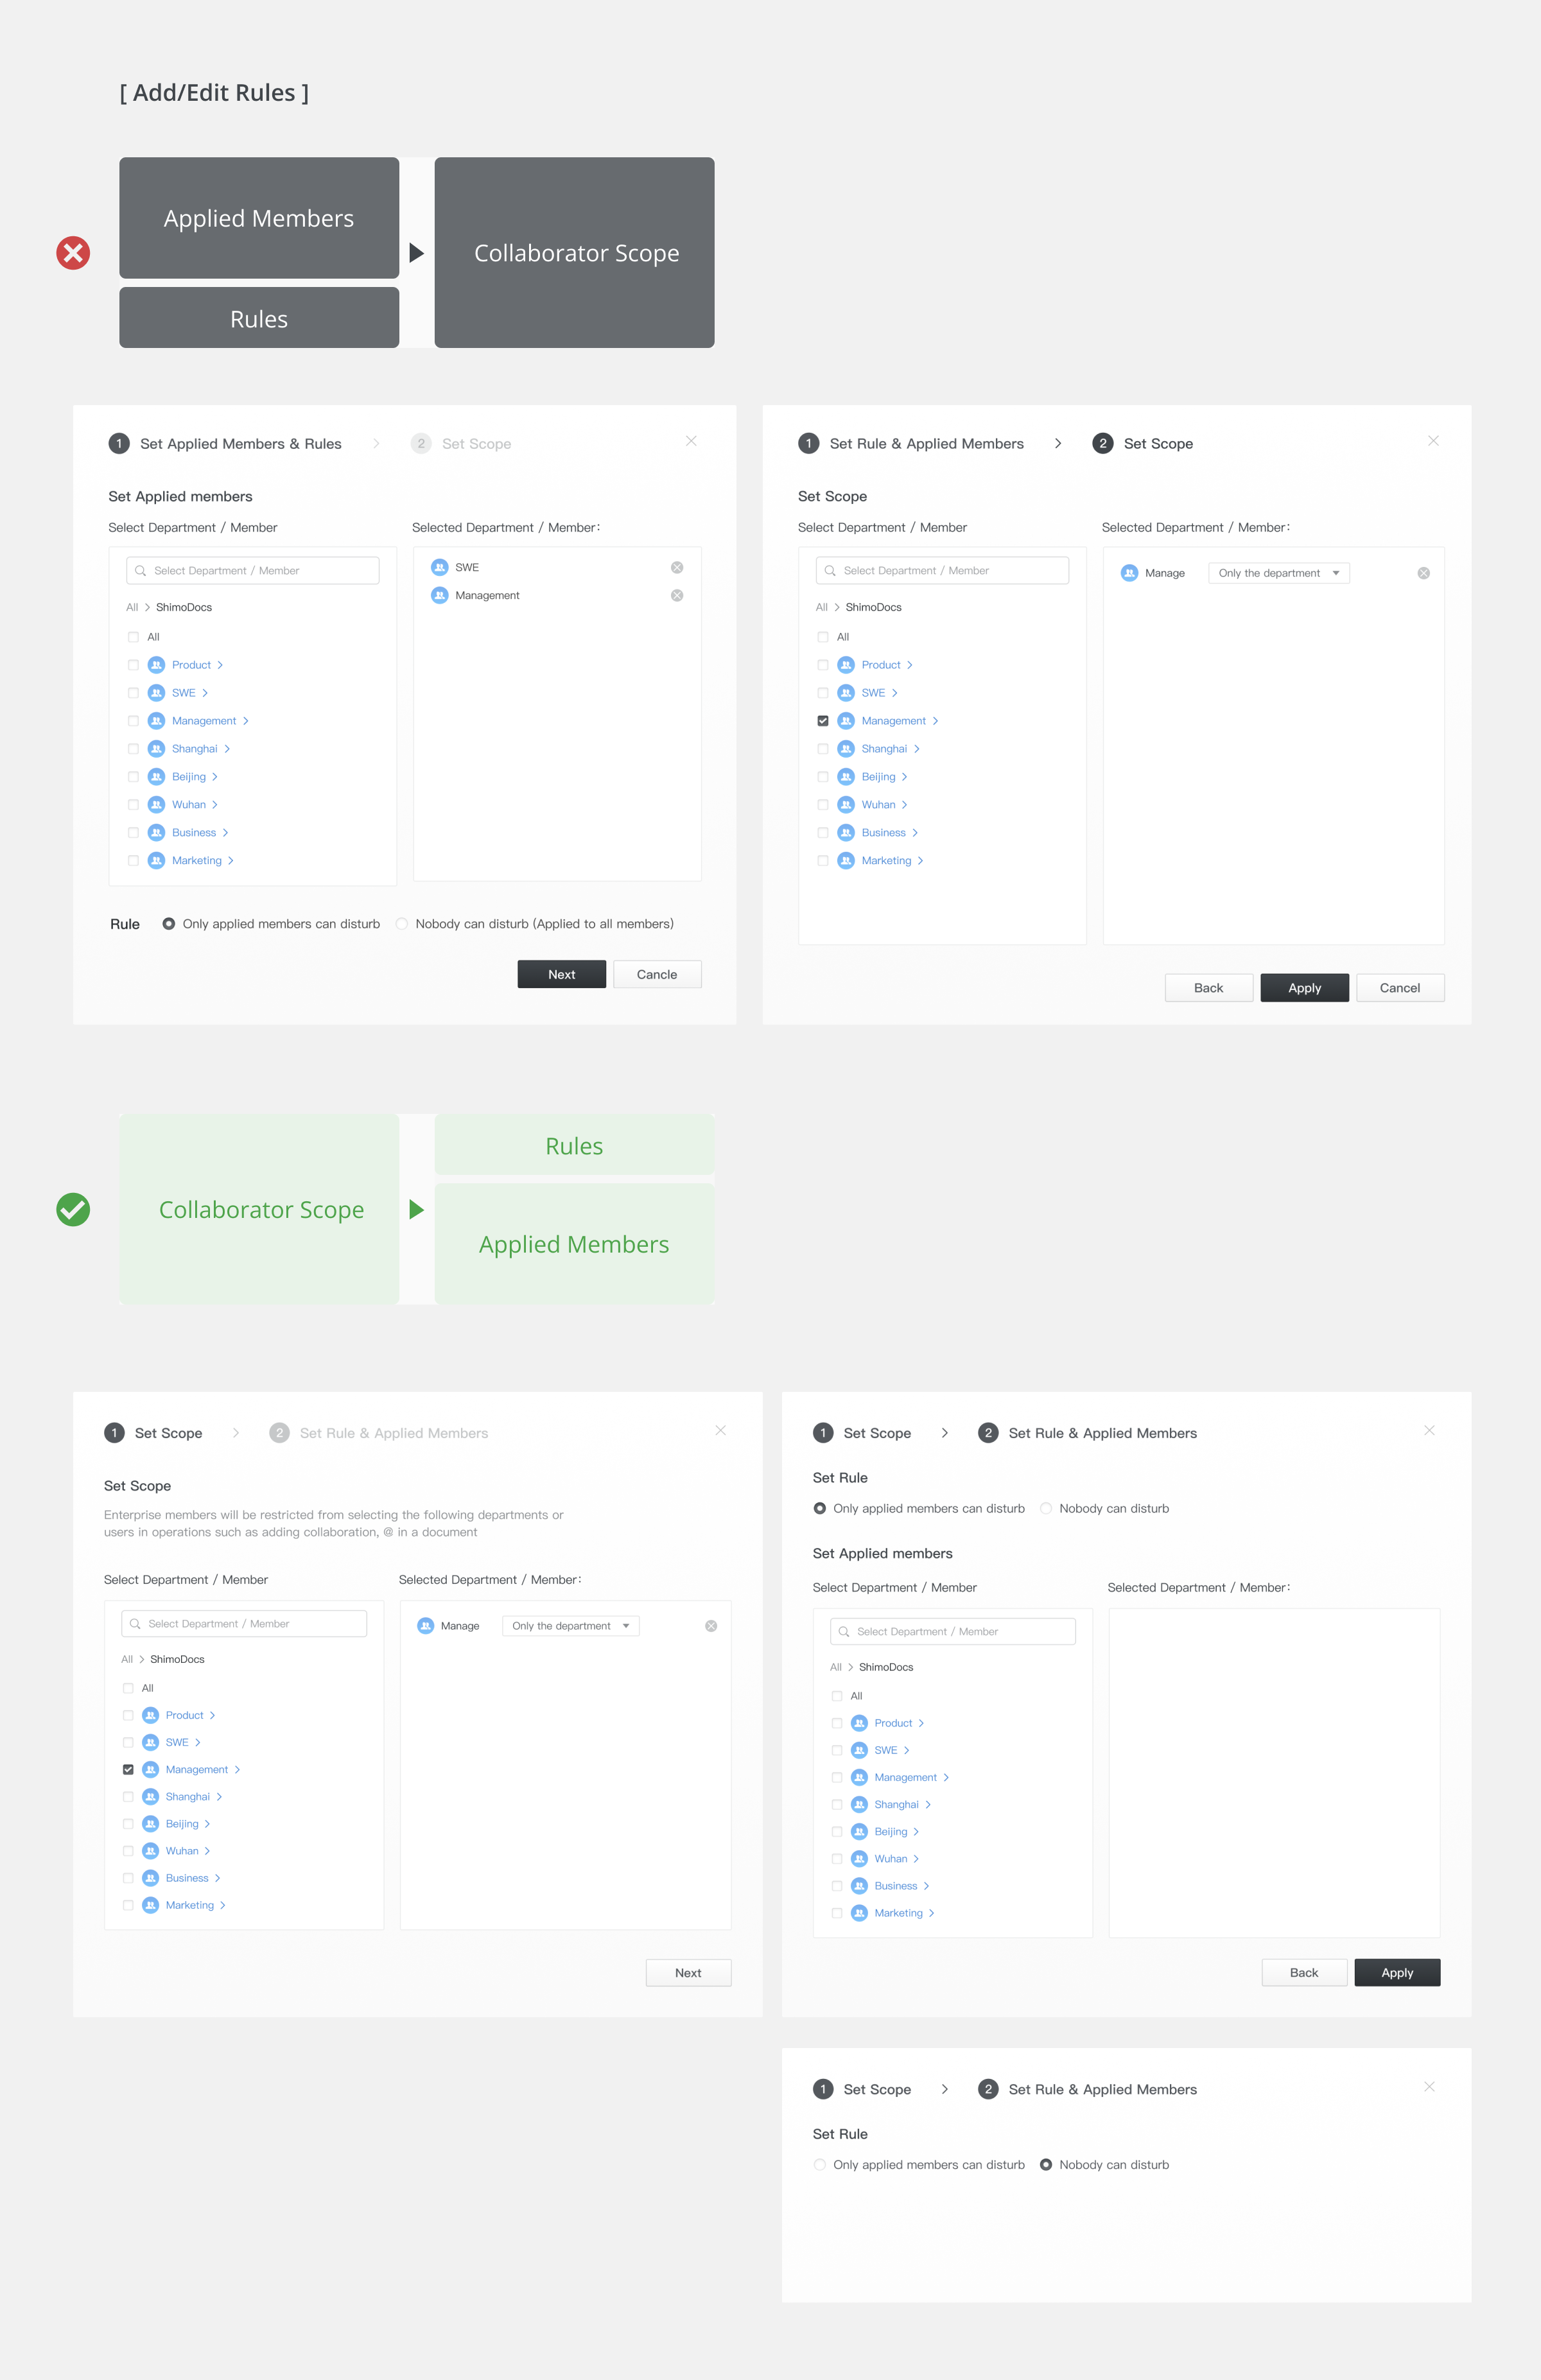 [ Add/Edit Rules ]
Applied Members
Rules
Collaborator Scope
1 Set Applied Members & Rules > 2 Set Scope
Set Applied members
Select Department / Member
Selected Department / Member:
Select Department / Member
All > ShimoDocs
All
Product >
SWE >
Management >
Shanghai >
Beijing >
Wuhan >
Business >
Marketing >
SWE
Management
Rule Only applied members can disturb Nobody can disturb (Applied to all members)
Next Cancle
1 Set Rule & Applied Members > 2 Set Scope
Set Scope
Select Department / Member
Selected Department / Member:
Select Department / Member
All > ShimoDocs
All
Product >
SWE >
Management >
Shanghai >
Beijing >
Wuhan >
Business >
Marketing >
Manage Only the department
Back Apply Cancel
Collaborator Scope
Rules
Applied Members
1 Set Scope > 2 Set Rule & Applied Members
Set Scope
Enterprise members will be restricted from selecting the following departments or
users in operations such as adding collaboration, @ in a document
Select Department / Member
Selected Department / Member:
Select Department / Member
All > ShimoDocs
All
Product >
SWE >
Management >
Shanghai >
Beijing >
Wuhan >
Business >
Marketing >
Manage Only the department
Next
1 Set Scope > 2 Set Rule & Applied Members
Set Rule
Only applied members can disturb Nobody can disturb
Set Applied members
Select Department / Member
Selected Department / Member:
Select Department / Member
All > ShimoDocs
All
Product >
SWE >
Management >
Shanghai >
Beijing >
Wuhan >
Business >
Marketing >
Back Apply
1 Set Scope > 2 Set Rule & Applied Members
Set Rule
Only applied members can disturb Nobody can disturb